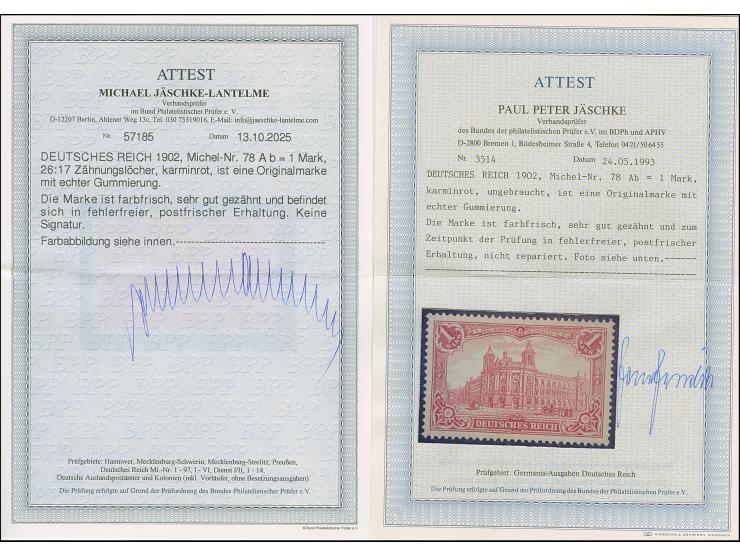 ATTEST
MICHAEL JÄSCHKE-LANTELME
Verbandsprüfer
im Bund Philatelistischer Prüfer e. V.
D-12207 Berlin, Ahlener Weg 13c, Tel. 030 75519016, E-Mail: info@jaeschke-lantelme.com
Nr. 57185 Datum 13.10.2025
DEUTSCHES REICH 1902, Michel-Nr. 78 A b = 1 Mark,
26:17 Zähnungslöcher, karminrot, ist eine Originalmarke
mit echter Gummierung.
Die Marke ist farbfrisch, sehr gut gezähnt und befindet
sich in fehlerfreier, postfrischer Erhaltung. Keine
Signatur.
Farbabbildung siehe innen.
Prüfgebiete: Hannover, Mecklenburg-Schwerin, Mecklenburg-Strelitz, Preußen,
Deutsches Reich Mi.-Nr. 1 - 97, I - VI, Dienst I/II, 1 - 14,
Deutsche Auslandspostämter und Kolonien (inkl. Vorläufer, ohne Besetzungsausgaben)
Die Prüfung erfolgte auf Grund der Prüfordnung des Bundes Philatelistischer Prüfer e.V.
© Bund Philatelistischer Prüfer e.V.
ATTEST
PAUL PETER JÄSCHKE
Verbandsprüfer
des Bundes der philatelistischen Prüfer e.V. im BDPh und APHV
D-2800 Bremen 1, Rüdesheimer Straße 4, Telefon 0421/506455
Nr. 3514 Datum 24.05.1993
DEUTSCHES REICH 1902, Michel-Nr. 78 Ab = 1 Mark,
karminrot, ungebraucht, ist eine Originalmarke mit
echter Gummierung.
Die Marke ist farbfrisch, sehr gut gezähnt und zum
Zeitpunkt der Prüfung in fehlerfreier, postfrischer
Erhaltung, nicht repariert. Foto siehe unten.
1 1
DEUTSCHES REICH
Prüfgebiet: Germania-Ausgaben Deutsches Reich
Die Prüfung erfolgte auf Grund der Prüfordnung des Bundes der Philatelistischen Prüfer e.V.
GIESECKE & DEVRIENT, MÜNCHEN